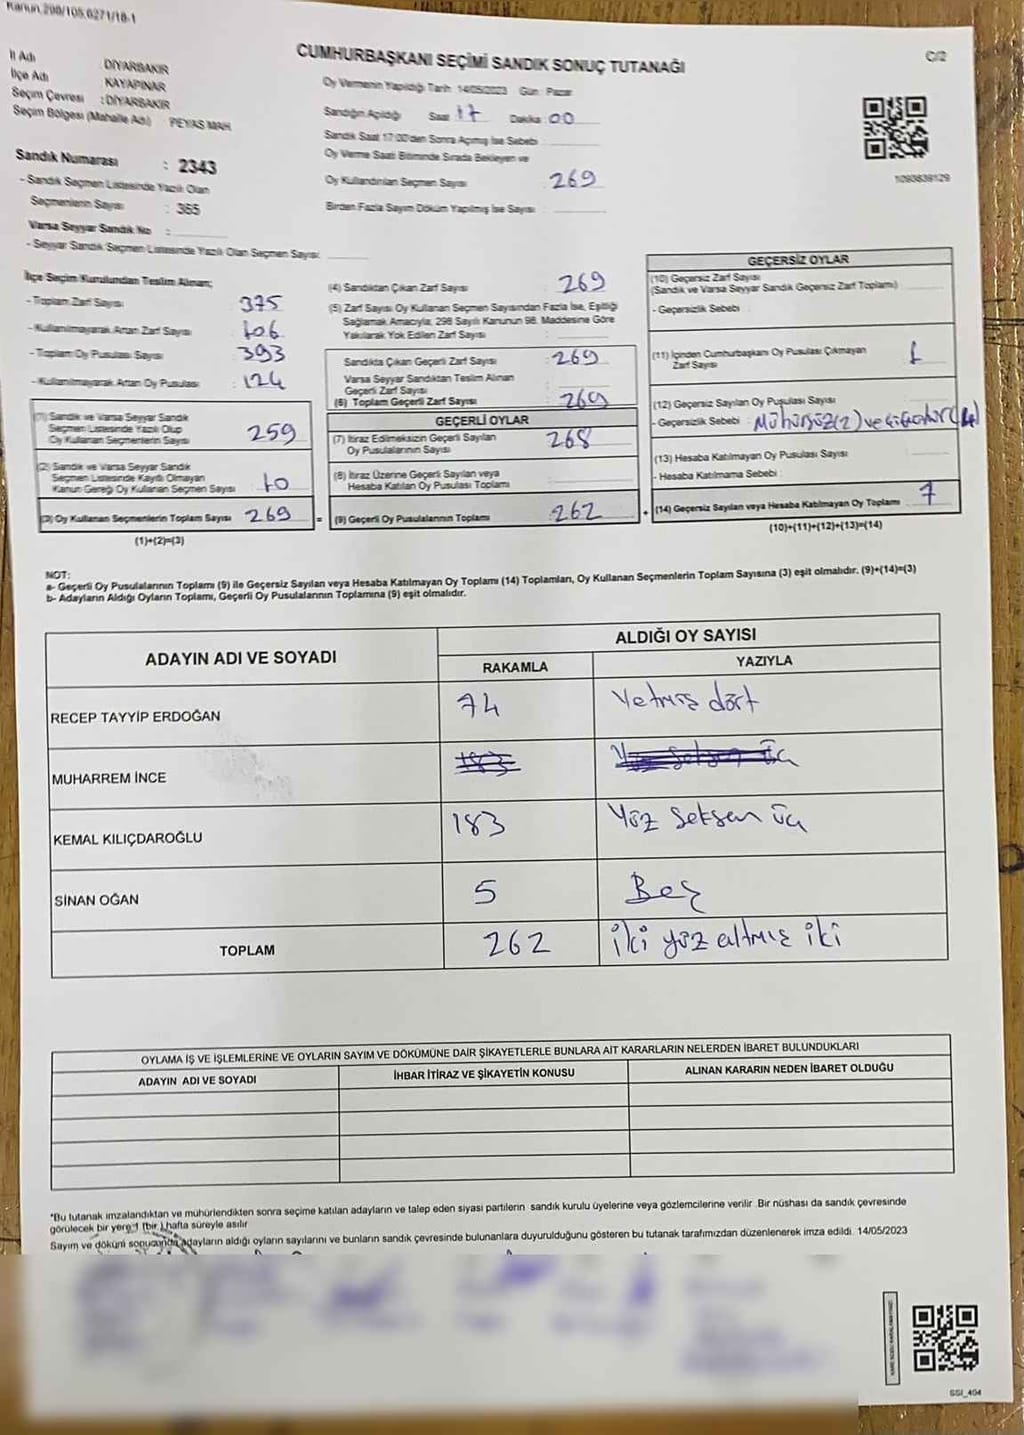 Kanun.298/105.6271/18-1
İl Adı : DİYARBAKIR
İlçe Adı : KAYAPINAR
Seçim Çevresi : DİYARBAKIR
Seçim Bölgesi (Mahalle Adı) : PEYAS MAH.
Sandık Numarası : 2343
- Sandık Seçmen Listesinde Yazılı Olan
Seçmenlerin Sayısı : 365
Varsa Seyyar Sandık No :
- Seyyar Sandık Seçmen Listesinde Yazılı Olan Seçmen Sayısı:
CUMHURBAŞKANI SEÇİMİ SANDIK SONUÇ TUTANAĞI
C/2
Oy Vermenin Yapıldığı Tarih: 14/05/2023 Gün : Pazar
Sandığın Açıldığı Saat 17 Dakika : 00
Sandık Saat 17:00'den Sonra Açılmış İse Sebebi
Oy Verme Saati Bitiminde Sırada Bekleyen ve
Oy Kullandırılan Seçmen Sayısı : 269
Birden Fazla Sayım Döküm Yapılmış İse Sayısı :
1090639129
İlçe Seçim Kurulundan Teslim Alınan;
- Toplam Zarf Sayısı : 375
- Kullanılmayarak Artan Zarf Sayısı : 106
- Toplam Oy Pusulası Sayısı : 393
- Kullanılmayarak Artan Oy Pusulası : 124
(1) Sandık ve Varsa Seyyar Sandık
Seçmen Listesinde Yazılı Olup
Oy Kullanan Seçmenlerin Sayısı : 259
(2) Sandık ve Varsa Seyyar Sandık
Seçmen Listesinde Kayıtlı Olmayan
Kanun Gereği Oy Kullanan Seçmen Sayısı : 10
(3) Oy Kullanan Seçmenlerin Toplam Sayısı : 269 =
(1)+(2)=(3)
(4) Sandıktan Çıkan Zarf Sayısı : 269
(5) Zarf Sayısı Oy Kullanan Seçmen Sayısından Fazla İse, Eşitliği
Sağlamak Amacıyla, 298 Sayılı Kanunun 98. Maddesine Göre
Yakılarak Yok Edilen Zarf Sayısı :
Sandıkta Çıkan Geçerli Zarf Sayısı : 269
Varsa Seyyar Sandıktan Teslim Alınan
Geçerli Zarf Sayısı :
(6) Toplam Geçerli Zarf Sayısı : 269
GEÇERLİ OYLAR
(7) İtiraz Edilmeksizin Geçerli Sayılan
Oy Pusulalarının Sayısı : 268
(8) İtiraz Üzerine Geçerli Sayılan veya
Hesaba Katılan Oy Pusulası Toplamı :
(9) Geçerli Oy Pusulalarının Toplamı : 262 +
GEÇERSİZ OYLAR
(10) Geçersiz Zarf Sayısı
(Sandık ve Varsa Seyyar Sandık Geçersiz Zarf Toplamı) :
- Geçersizlik Sebebi :
(11) İçinden Cumhurbaşkanı Oy Pusulası Çıkmayan
Zarf Sayısı : 1
(12) Geçersiz Sayılan Oy Pusulası Sayısı :
- Geçersizlik Sebebi : Mühürsüz(2) ve (4)
(13) Hesaba Katılmayan Oy Pusulası Sayısı :
- Hesaba Katılmama Sebebi :
(14) Geçersiz Sayılan veya Hesaba Katılmayan Oy Toplamı : 7
(10)+(11)+(12)+(13)=(14)
NOT:
a- Geçerli Oy Pusulalarının Toplamı (9) ile Geçersiz Sayılan veya Hesaba Katılmayan Oy Toplamı (14) Toplamları, Oy Kullanan Seçmenlerin Toplam Sayısına (3) eşit olmalıdır. (9)+(14)=(3)
b- Adayların Aldığı Oyların Toplamı, Geçerli Oy Pusulalarının Toplamına (9) eşit olmalıdır.
ADAYIN ADI VE SOYADI
ALDIĞI OY SAYISI
RAKAMLA YAZIYLA
RECEP TAYYİP ERDOĞAN 74 Yetmiş dört
MUHARREM İNCE 183 Yüz seksen üç
KEMAL KILIÇDAROĞLU 183 Yüz seksen üç
SİNAN OĞAN 5 Beş
TOPLAM 262 İki yüz altmış iki
OYLAMA İŞ VE İŞLEMLERİNE VE OYLARIN SAYIM VE DÖKÜMÜNE DAİR ŞİKAYETLERLE BUNLARA AİT KARARLARIN NELERDEN İBARET BULUNDUKLARI
ADAYIN ADI VE SOYADI İHBAR İTİRAZ VE ŞİKAYETİN KONUSU ALINAN KARARIN NEDEN İBARET OLDUĞU
*Bu tutanak imzalandıktan ve mühürlendikten sonra seçime katılan adayların ve talep eden siyasi partilerin sandık kurulu üyelerine veya gözlemcilerine verilir. Bir nüshası da sandık çevresinde
görülecek bir yere 1 (bir) hafta süreyle asılır
Sayım ve döküm sonucunda adayların aldığı oyların sayılarını ve bunların sandık çevresinde bulunanlara duyurulduğunu gösteren bu tutanak tarafımızdan düzenlenerek imza edildi. 14/05/2023
SSI_404